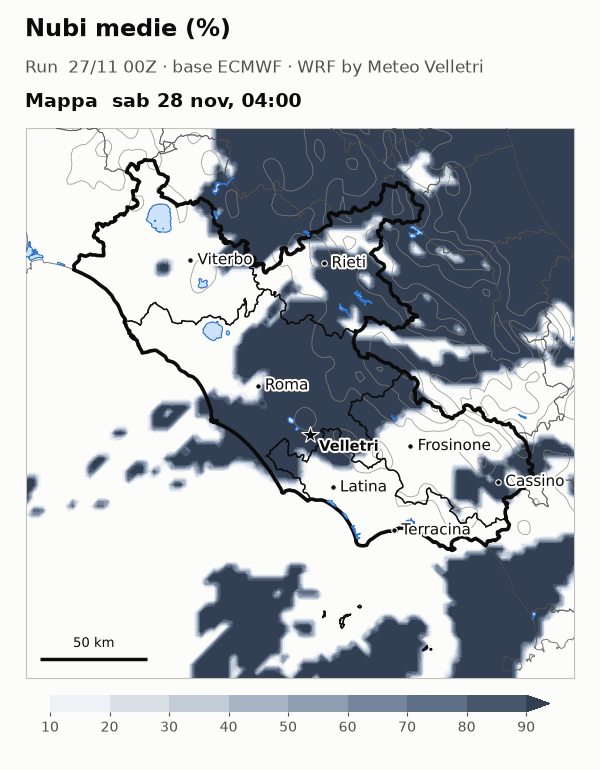 Nubi medie (%)
Run  27/11 00Z · base ECMWF · WRF by Meteo Velletri
Mappa  sab 28 nov, 04:00
Viterbo
Rieti
Roma
Velletri
Frosinone
Cassino
Latina
Terracina
50 km
10 20 30 40 50 60 70 80 90